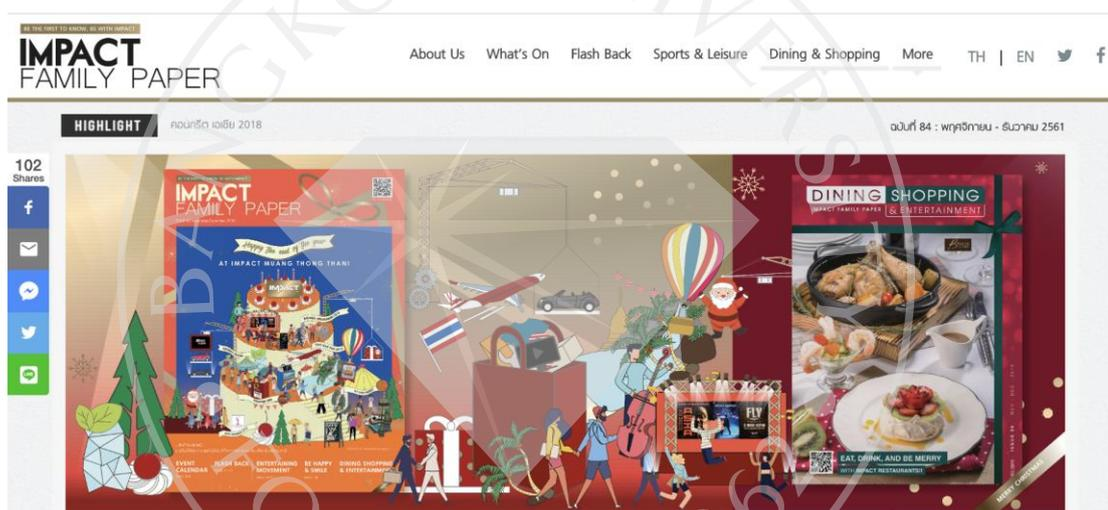 BE THE FIRST TO KNOW, BE WITH IMPACT
IMPACT
FAMILY PAPER
About Us What's On Flash Back Sports & Leisure Dining & Shopping More TH | EN
HIGHLIGHT คอนกรีต เอเชีย 2018
ฉบับที่ 84 : พฤศจิกายน - ธันวาคม 2561
102
Shares
IMPACT
FAMILY PAPER
Happy the end of the year
AT IMPACT MUANG THONG THANI
IMPACT
EVENT CALENDAR
FLASH BACK
ENTERTAINING MOVEMENT
BE HAPPY & SMILE
DINING SHOPPING & ENTERTAINMENT
FLY
DINING SHOPPING
IMPACT FAMILY PAPER & ENTERTAINMENT
EAT, DRINK, AND BE MERRY
WITH IMPACT RESTAURANTS!!
MERRY CHRISTMAS
BANGKOK UNIVERSITY